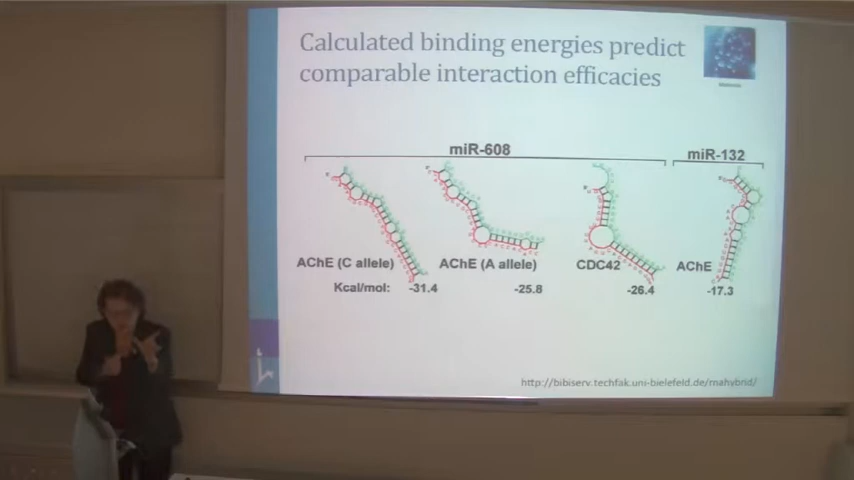 Calculated binding energies predict
comparable interaction efficacies
miR-608
miR-132
AChE (C allele)
AChE (A allele)
CDC42
AChE
Kcal/mol:
-31.4
-25.8
-26.4
-17.3
http://bibiserv.techfak.uni-bielefeld.de/rnahybrid/